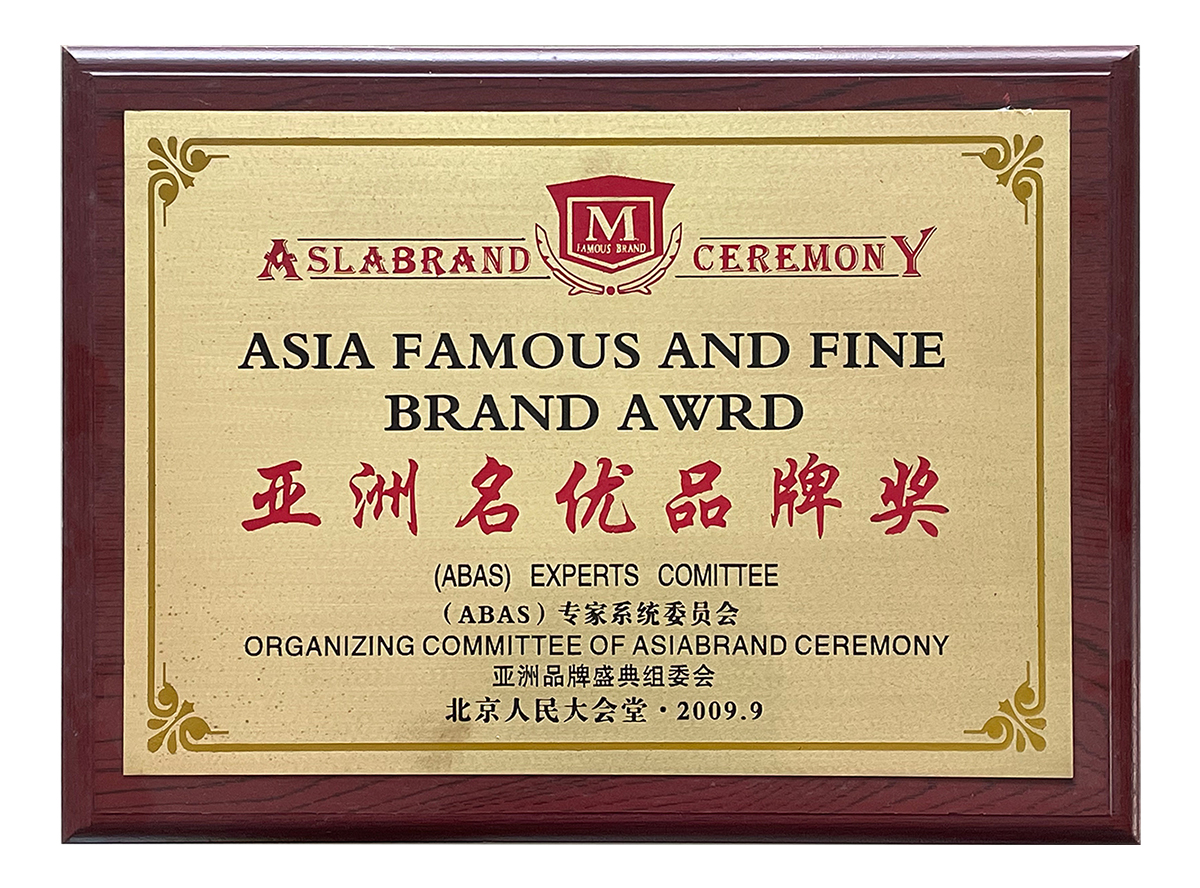 M
FAMOUS BRAND
ASLABRAND CEREMONY
ASIA FAMOUS AND FINE
BRAND AWRD
亚洲名优品牌奖
(ABAS) EXPERTS COMITTEE
（ABAS）专家系统委员会
ORGANIZING COMMITTEE OF ASIABRAND CEREMONY
亚洲品牌盛典组委会
北京人民大会堂·2009.9